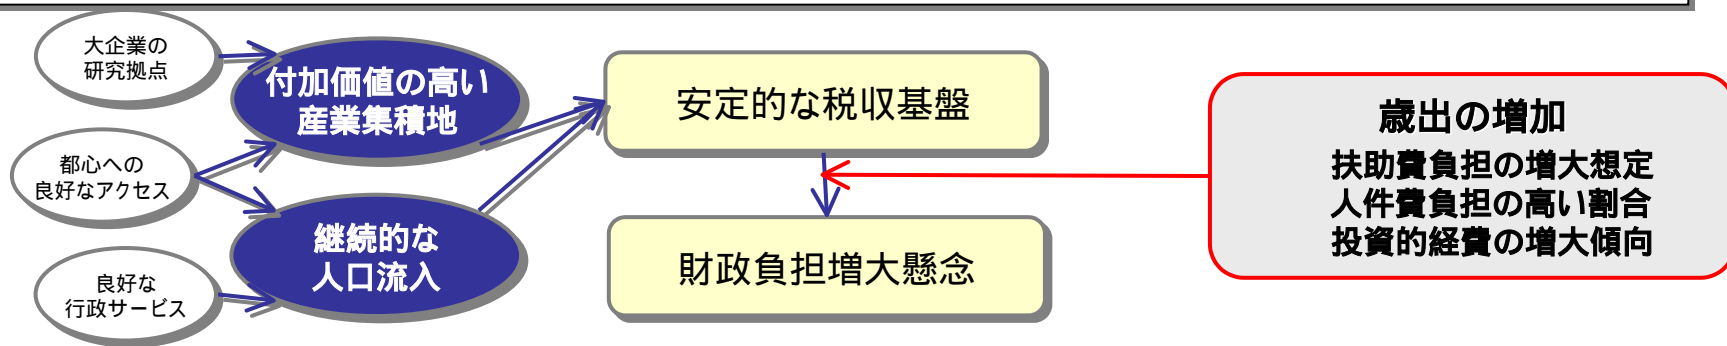 大企業の
研究拠点
都心への
良好なアクセス
良好な
行政サービス
付加価値の高い
産業集積地
継続的な
人口流入
安定的な税収基盤
財政負担増大懸念
歳出の増加
扶助費負担の増大想定
人件費負担の高い割合
投資的経費の増大傾向